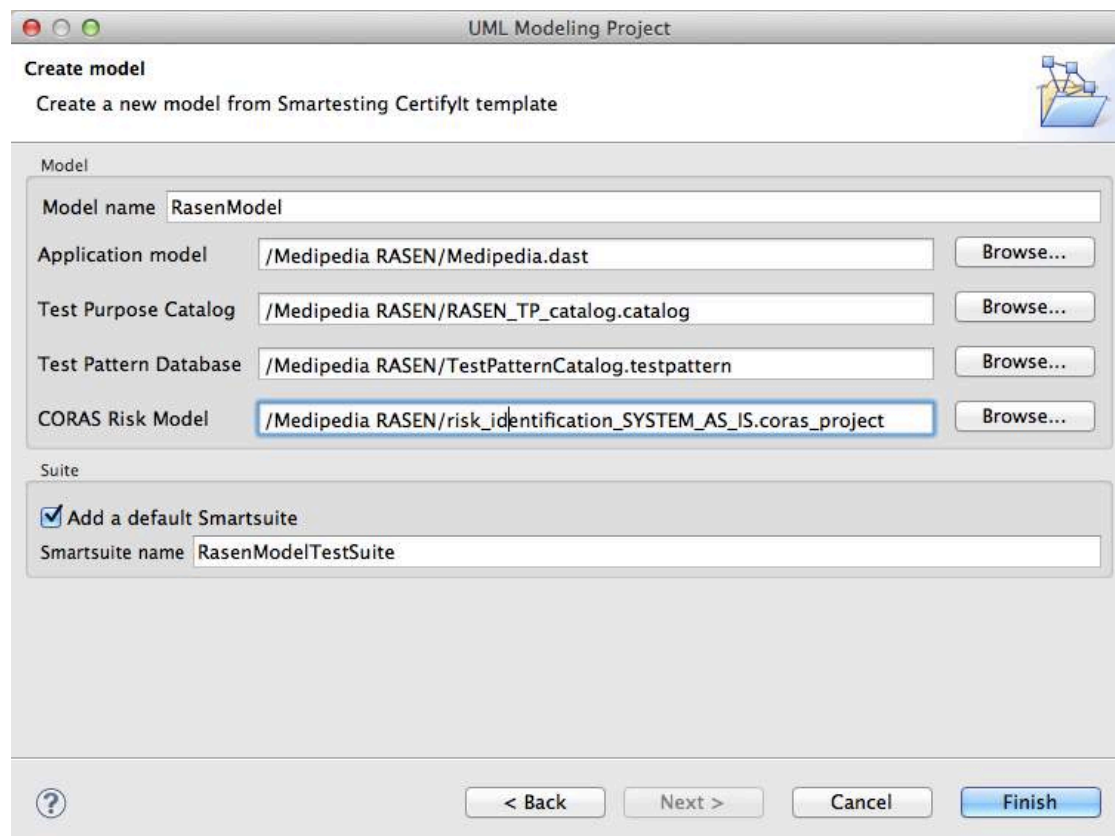 UML Modeling Project
Create model
Create a new model from Smartesting CertifyIt template
Model
Model name RasenModel
Application model /Medipedia RASEN/Medipedia.dast Browse...
Test Purpose Catalog /Medipedia RASEN/RASEN_TP_catalog.catalog Browse...
Test Pattern Database /Medipedia RASEN/TestPatternCatalog.testpattern Browse...
CORAS Risk Model /Medipedia RASEN/risk_identification_SYSTEM_AS_IS.coras_project Browse...
Suite
Add a default Smartsuite
Smartsuite name RasenModelTestSuite
? < Back Next > Cancel Finish